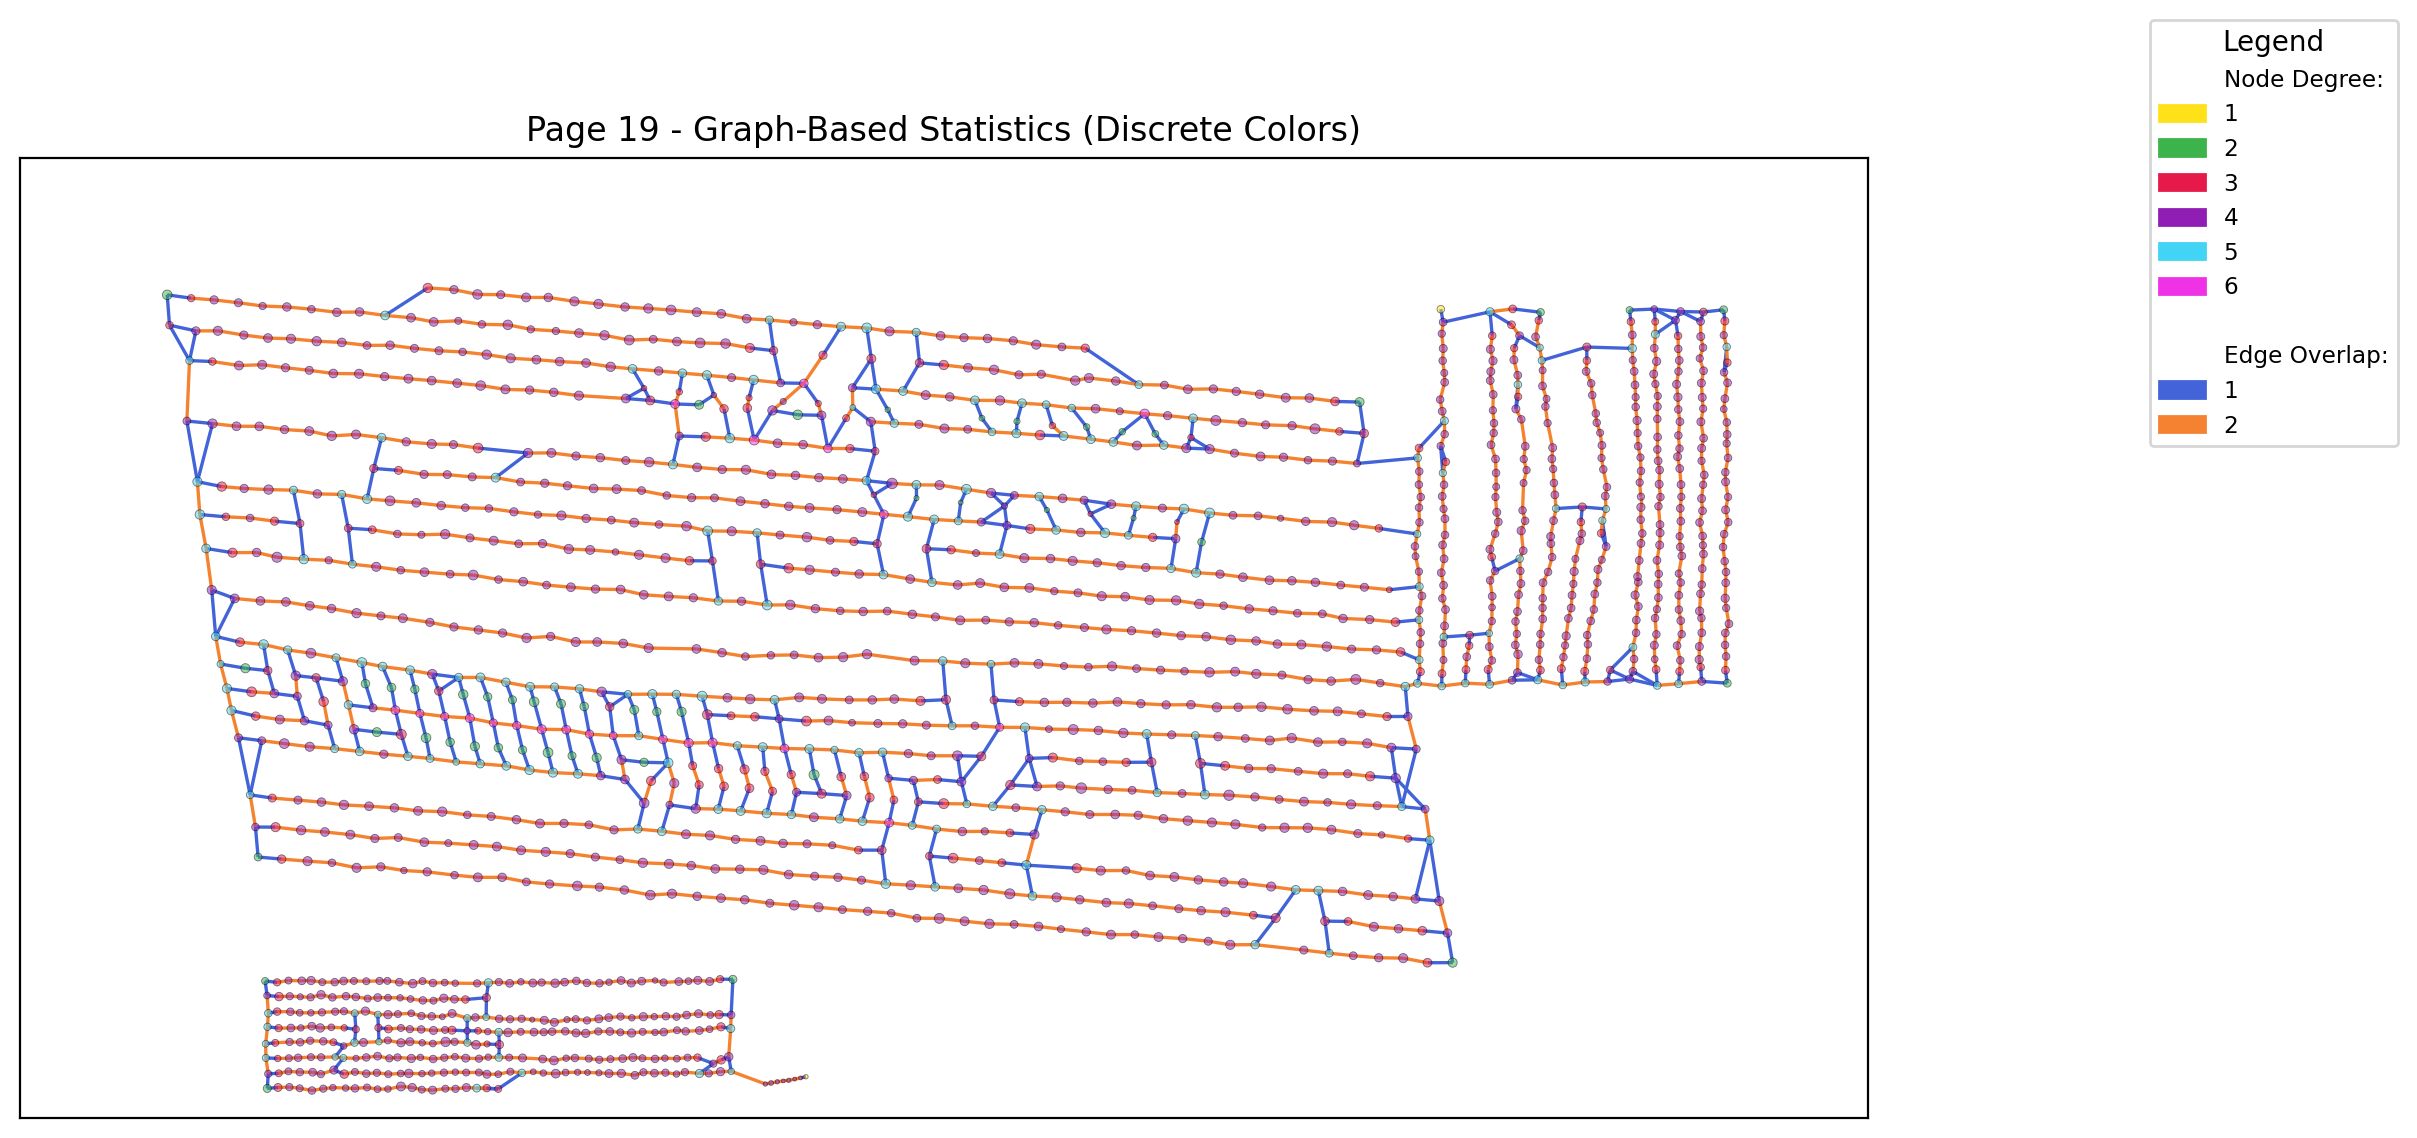 Page 19 - Graph-Based Statistics (Discrete Colors)
Legend
Node Degree:
1
2
3
4
5
6
Edge Overlap:
1
2